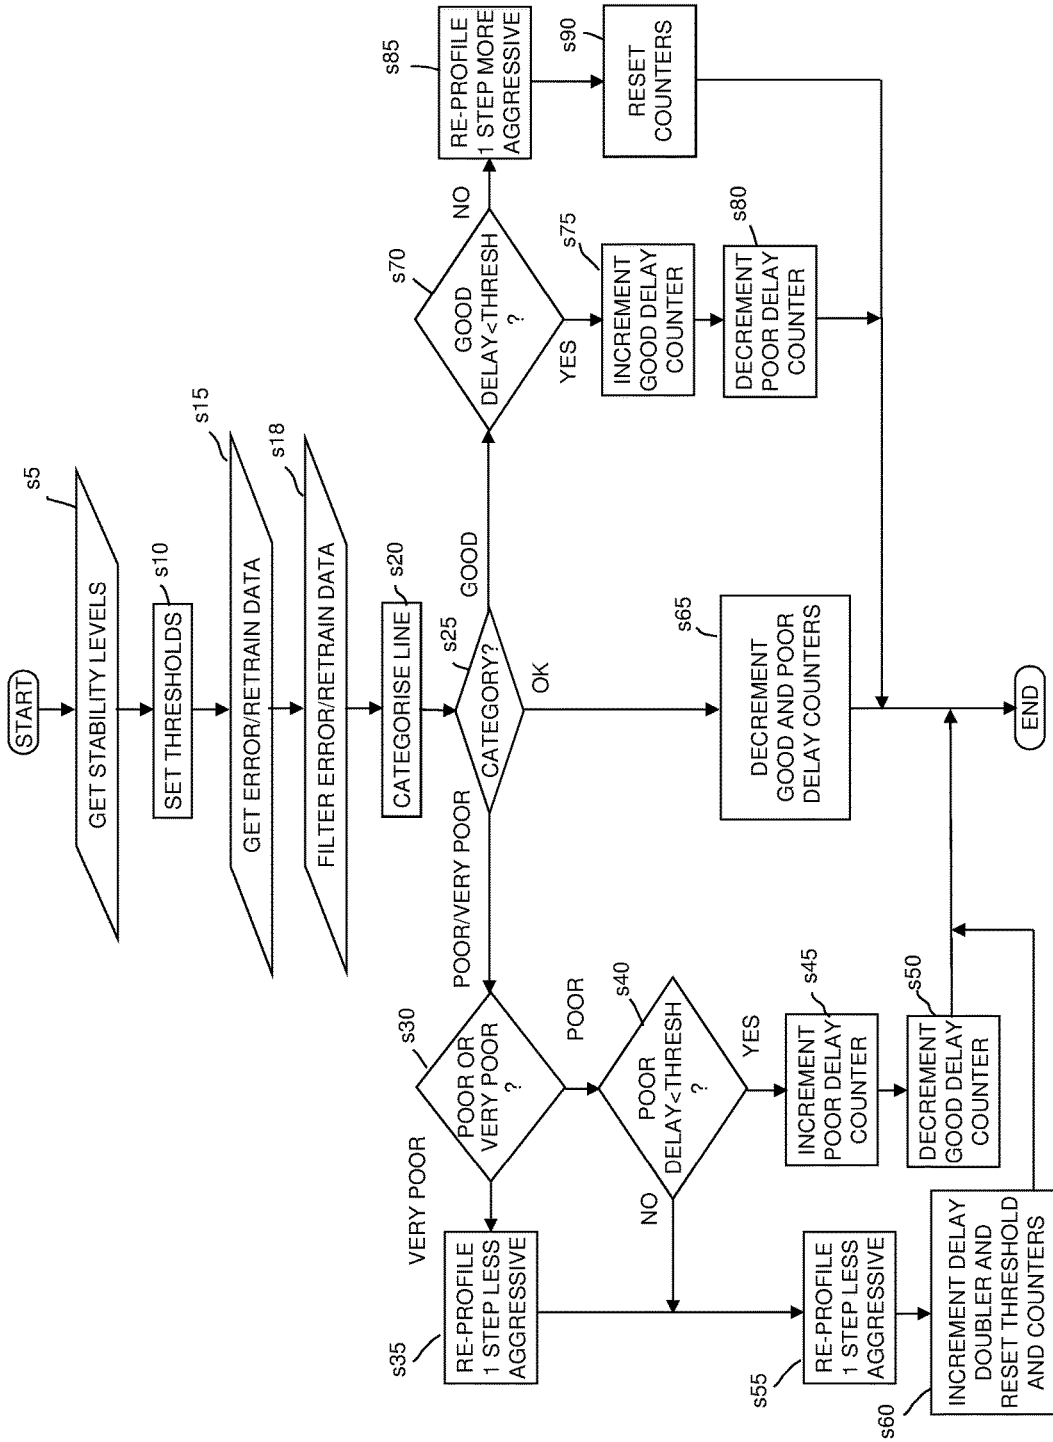 START
s5
GET STABILITY LEVELS
s10
SET THRESHOLDS
s15
GET ERROR/RETRAIN DATA
s18
FILTER ERROR/RETRAIN DATA
s20
CATEGORISE LINE
s25
CATEGORY?
POOR/VERY POOR
OK
GOOD
s30
POOR OR
VERY POOR
?
VERY POOR
POOR
s35
RE-PROFILE
1 STEP LESS
AGGRESSIVE
s40
POOR
DELAY<THRESH
?
NO
YES
s45
INCREMENT
POOR DELAY
COUNTER
s50
DECREMENT
GOOD DELAY
COUNTER
s55
RE-PROFILE
1 STEP LESS
AGGRESSIVE
s60
INCREMENT DELAY
DOUBLER AND
RESET THRESHOLD
AND COUNTERS
s65
DECREMENT
GOOD AND POOR
DELAY COUNTERS
s70
GOOD
DELAY<THRESH
?
NO
YES
s75
INCREMENT
GOOD DELAY
COUNTER
s80
DECREMENT
POOR DELAY
COUNTER
s85
RE-PROFILE
1 STEP MORE
AGGRESSIVE
s90
RESET
COUNTERS
END